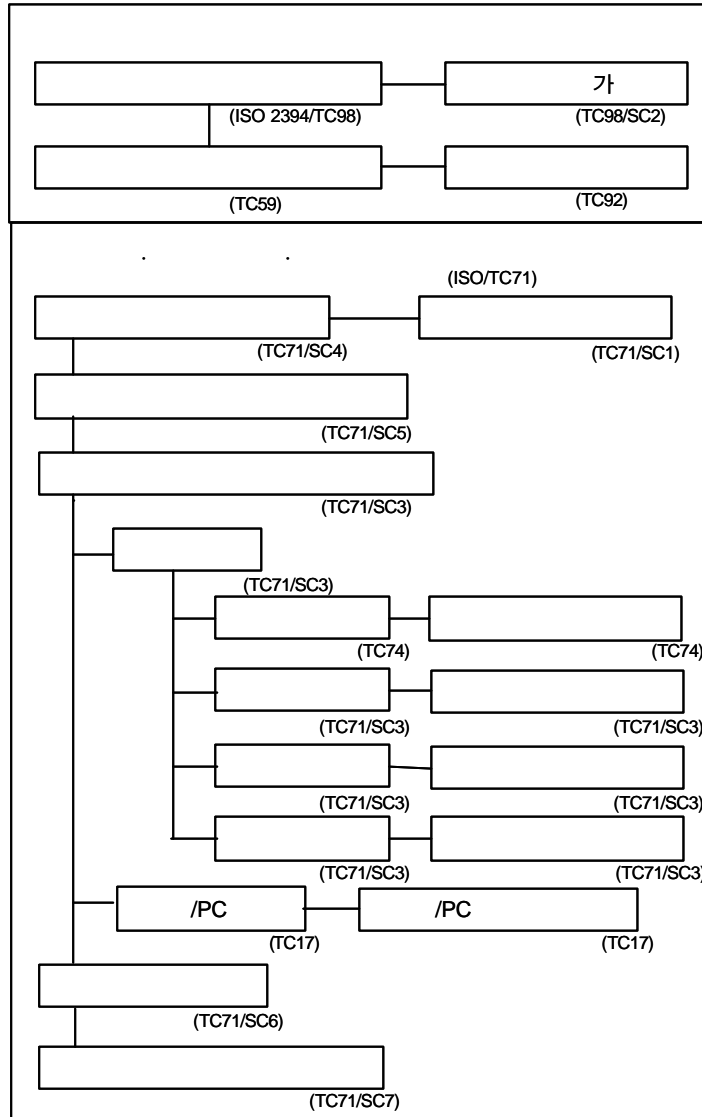 가
(ISO 2394/TC98) (TC98/SC2)
(TC59) (TC92)
· ·
(ISO/TC71)
(TC71/SC4) (TC71/SC1)
(TC71/SC5)
(TC71/SC3)
(TC71/SC3)
(TC74) (TC74)
(TC71/SC3) (TC71/SC3)
(TC71/SC3) (TC71/SC3)
(TC71/SC3) (TC71/SC3)
/PC /PC
(TC17) (TC17)
(TC71/SC6)
(TC71/SC7)